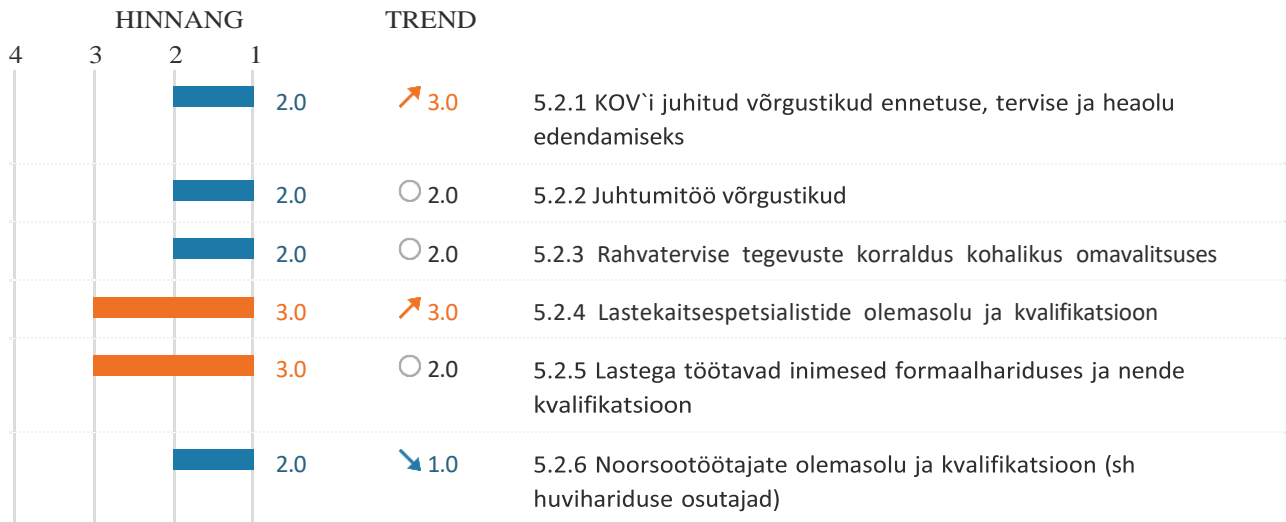 HINNANG TREND
4 3 2 1
2.0 3.0 5.2.1 KOV`i juhitud võrgustikud ennetuse, tervise ja heaolu
edendamiseks
2.0 2.0 5.2.2 Juhtumitöö võrgustikud
2.0 2.0 5.2.3 Rahvatervise tegevuste korraldus kohalikus omavalitsuses
3.0 3.0 5.2.4 Lastekaitsespetsialistide olemasolu ja kvalifikatsioon
3.0 2.0 5.2.5 Lastega töötavad inimesed formaalhariduses ja nende
kvalifikatsioon
2.0 1.0 5.2.6 Noorsootöötajate olemasolu ja kvalifikatsioon (sh
huvihariduse osutajad)